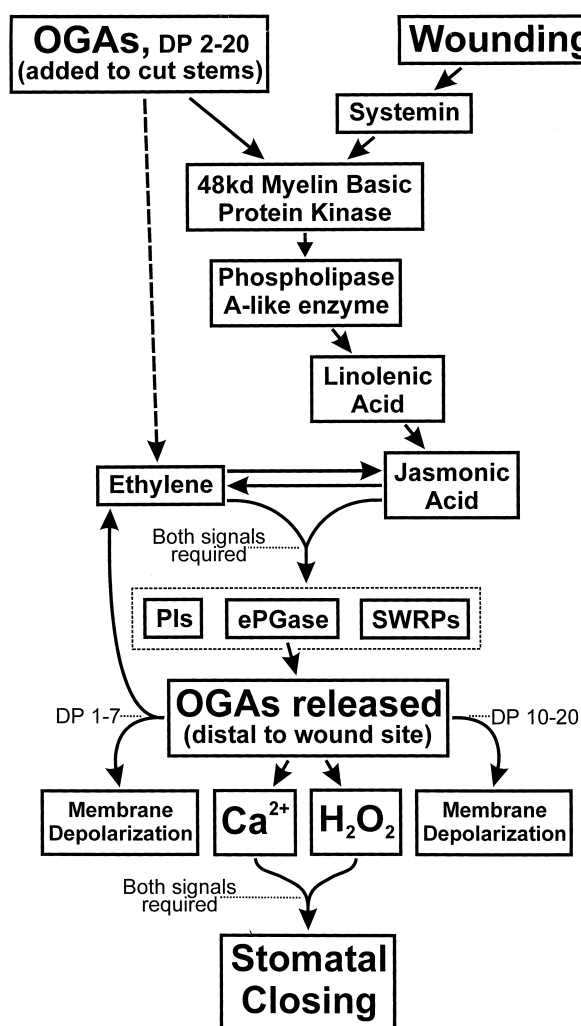 OGAs, DP 2-20
(added to cut stems)
Wounding
Systemin
48kd Myelin Basic
Protein Kinase
Phospholipase
A-like enzyme
Linolenic
Acid
Ethylene
Jasmonic
Acid
Both signals
required
PIs
ePGase
SWRPs
OGAs released
(distal to wound site)
DP 1-7
DP 10-20
Membrane
Depolarization
Ca²⁺
H₂O₂
Membrane
Depolarization
Both signals
required
Stomatal
Closing